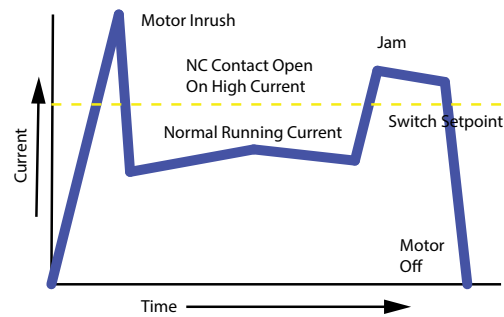 Motor Inrush
Jam
NC Contact Open
On High Current
Switch Setpoint
Normal Running Current
Current
Motor
Off
Time